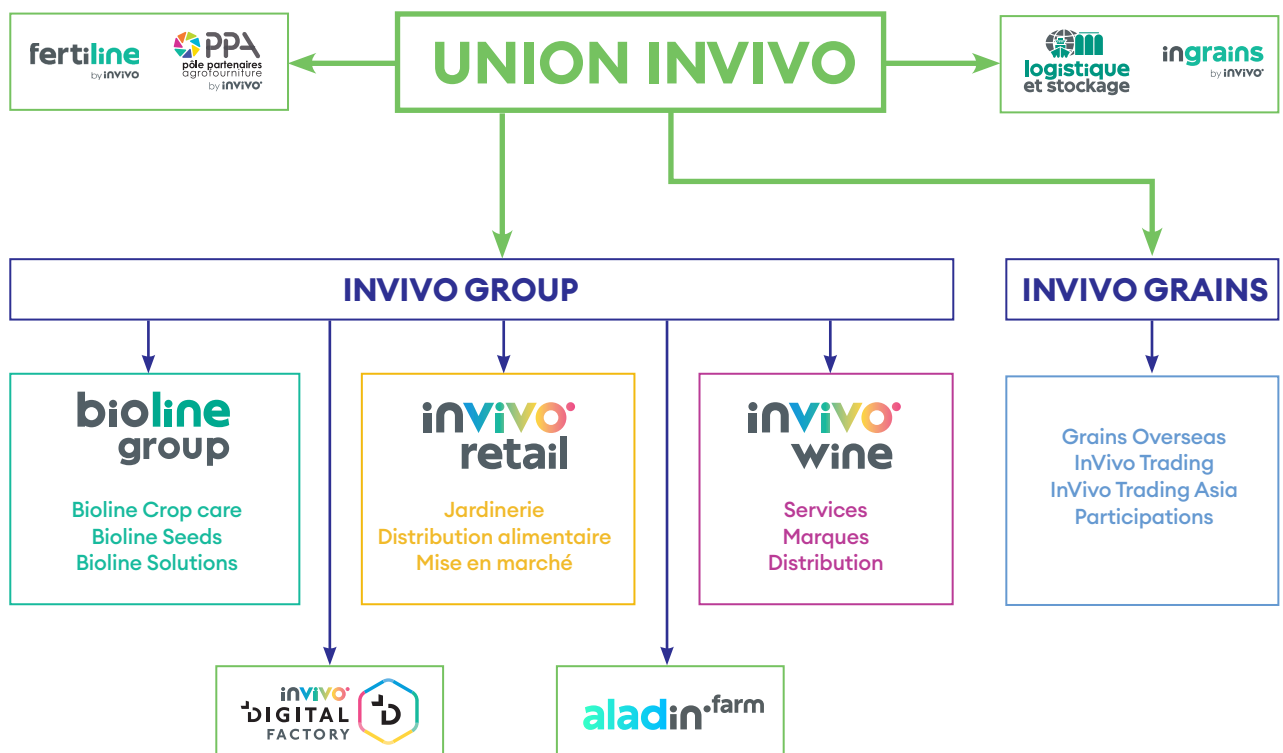 fertiline
by invivo
PPA
pôle partenaires
agrofourniture
by invivo
UNION INVIVO
logistique
et stockage
ingrains
by invivo
INVIVO GROUP
INVIVO GRAINS
bioline
group
Bioline Crop care
Bioline Seeds
Bioline Solutions
invivo
retail
Jardinerie
Distribution alimentaire
Mise en marché
invivo
wine
Services
Marques
Distribution
Grains Overseas
InVivo Trading
InVivo Trading Asia
Participations
invivo
DIGITAL
FACTORY
D
aladin.farm